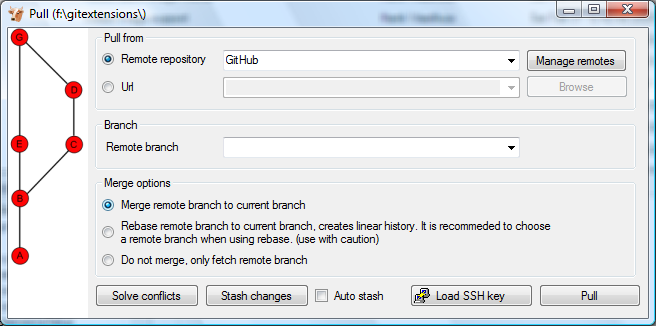 Pull (f:\gitextensions\)
Pull from
Remote repository
GitHub
Manage remotes
Url
Browse
Branch
Remote branch
Merge options
Merge remote branch to current branch
Rebase remote branch to current branch, creates linear history. It is recommeded to choose
a remote branch when using rebase. (use with caution)
Do not merge, only fetch remote branch
Solve conflicts
Stash changes
Auto stash
Load SSH key
Pull
G
D
E
C
B
A